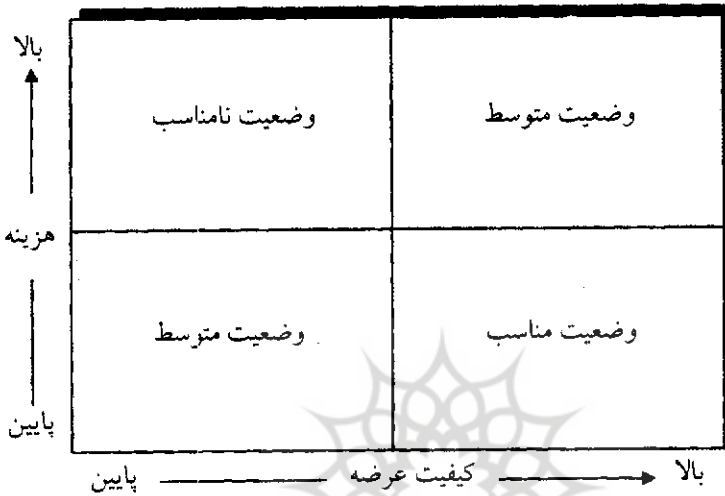 بالا
وضعیت متوسط
وضعیت نامناسب
هزینه
وضعیت مناسب
وضعیت متوسط
پایین
بالا
کیفیت عرضه
پایین